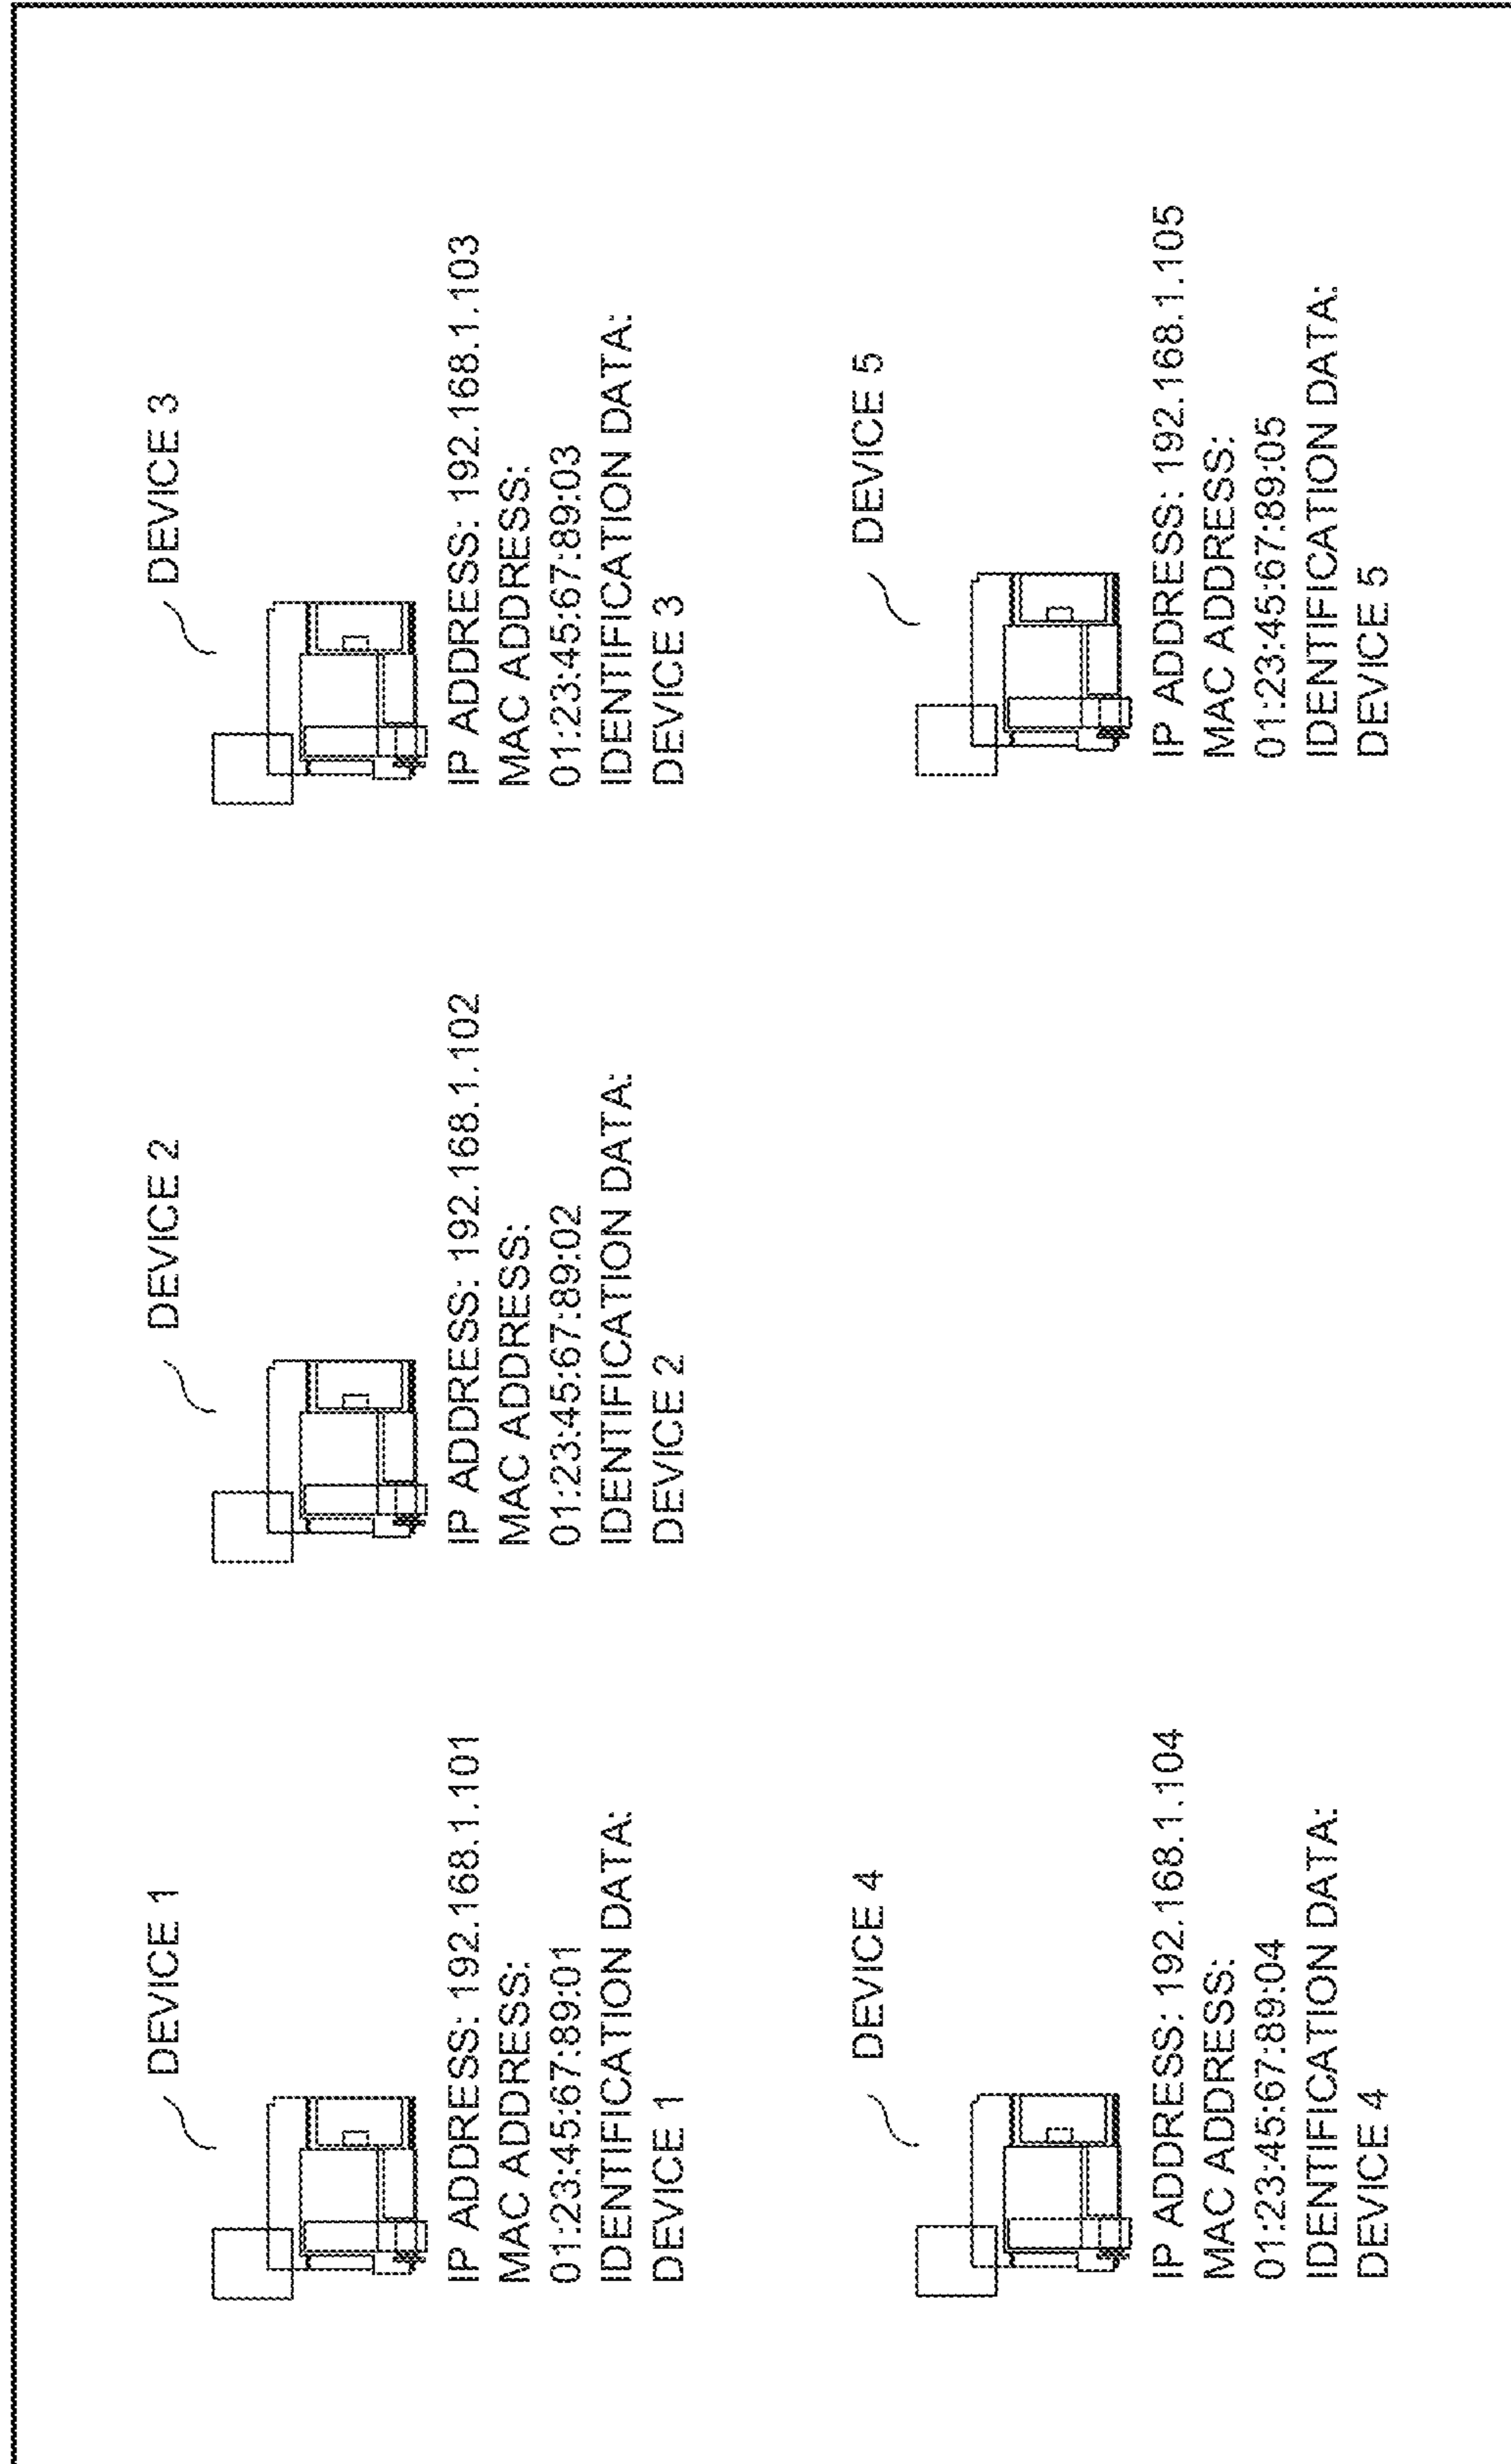 DEVICE 1
IP ADDRESS: 192.168.1.101
MAC ADDRESS:
01:23:45:67:89:01
IDENTIFICATION DATA:
DEVICE 1
DEVICE 2
IP ADDRESS: 192.168.1.102
MAC ADDRESS:
01:23:45:67:89:02
IDENTIFICATION DATA:
DEVICE 2
DEVICE 3
IP ADDRESS: 192.168.1.103
MAC ADDRESS:
01:23:45:67:89:03
IDENTIFICATION DATA:
DEVICE 3
DEVICE 4
IP ADDRESS: 192.168.1.104
MAC ADDRESS:
01:23:45:67:89:04
IDENTIFICATION DATA:
DEVICE 4
DEVICE 5
IP ADDRESS: 192.168.1.105
MAC ADDRESS:
01:23:45:67:89:05
IDENTIFICATION DATA:
DEVICE 5